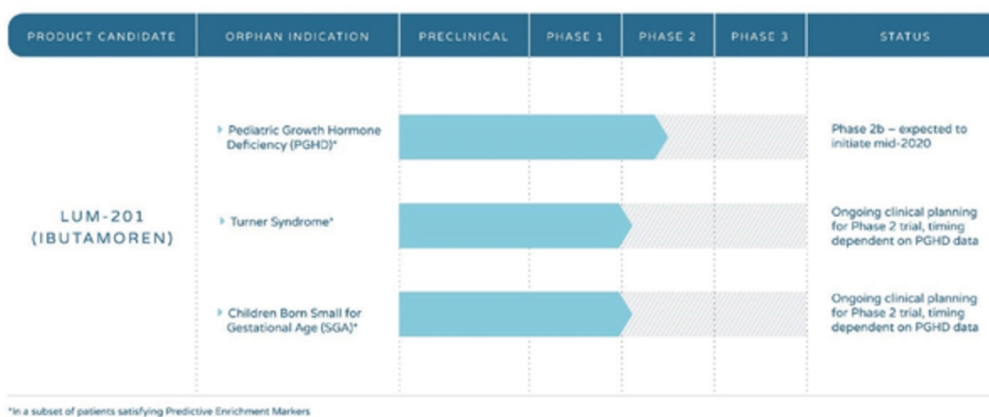 PRODUCT CANDIDATE
ORPHAN INDICATION
PRECLINICAL
PHASE 1
PHASE 2
PHASE 3
STATUS
LUM-201
(IBUTAMOREN)
Pediatric Growth Hormone
Deficiency (PGHD)*
Phase 2b – expected to
initiate mid-2020
Turner Syndrome*
Ongoing clinical planning
for Phase 2 trial, timing
dependent on PGHD data
Children Born Small for
Gestational Age (SGA)*
Ongoing clinical planning
for Phase 2 trial, timing
dependent on PGHD data
*In a subset of patients satisfying Predictive Enrichment Markers